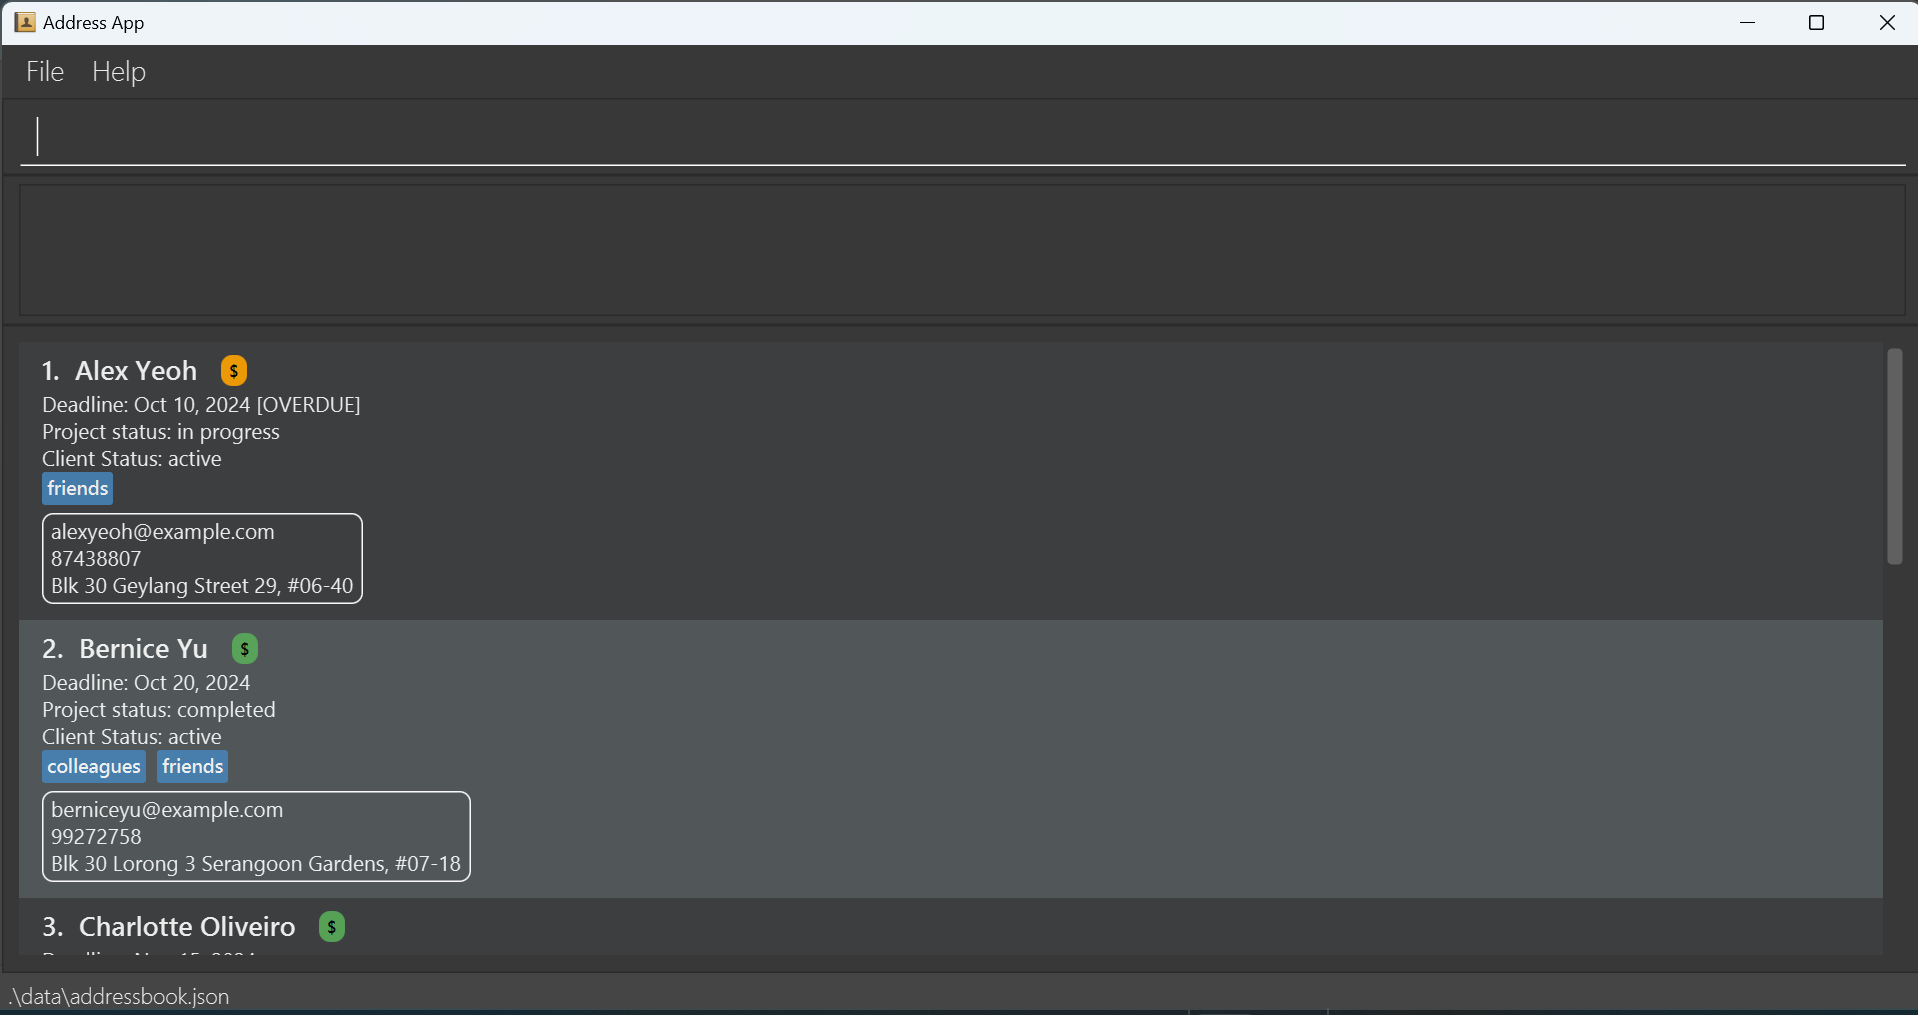 Address App
File Help
1. Alex Yeoh $
Deadline: Oct 10, 2024 [OVERDUE]
Project status: in progress
Client Status: active
friends
alexyeoh@example.com
87438807
Blk 30 Geylang Street 29, #06-40
2. Bernice Yu $
Deadline: Oct 20, 2024
Project status: completed
Client Status: active
colleagues friends
berniceyu@example.com
99272758
Blk 30 Lorong 3 Serangoon Gardens, #07-18
3. Charlotte Oliveiro $
.\data\addressbook.json